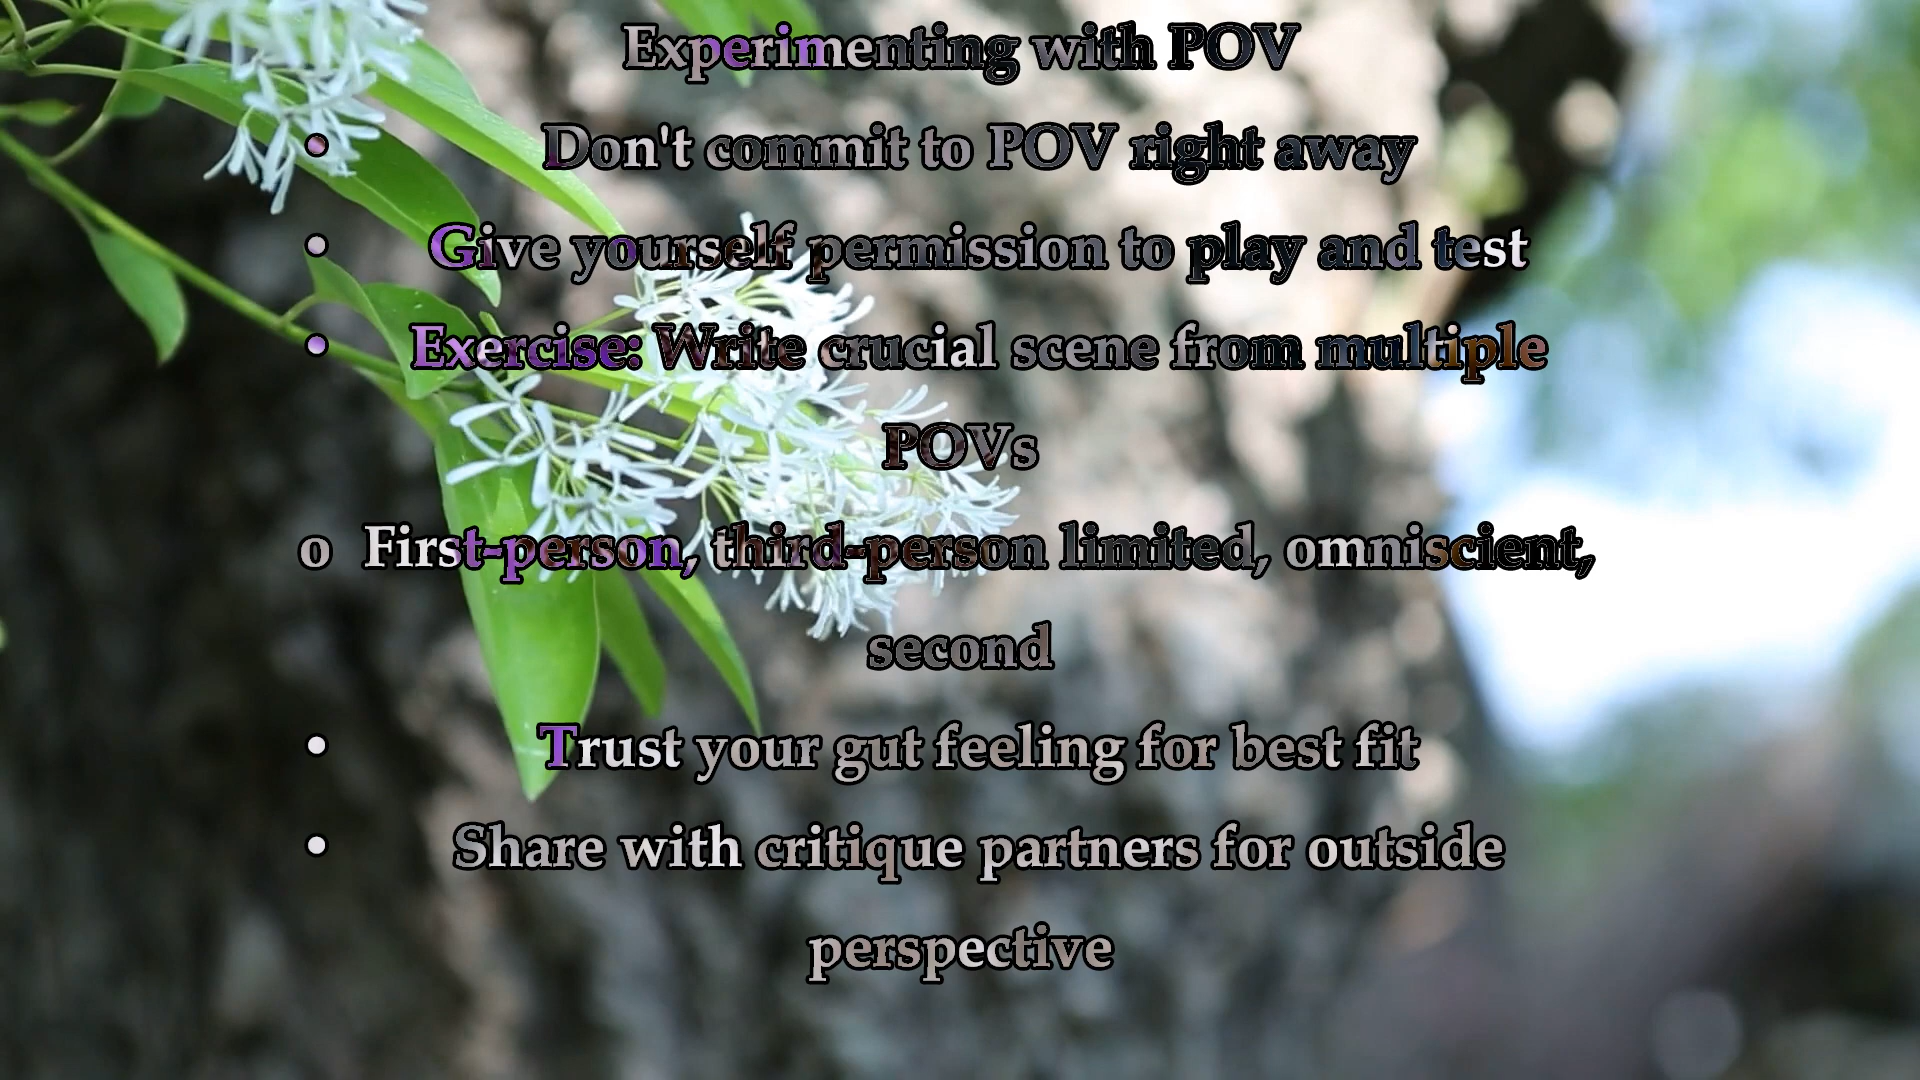 Experimenting with POV
• Don't commit to POV right away
• Give yourself permission to play and test
• Exercise: Write crucial scene from multiple
POVs
o First-person, third-person limited, omniscient,
second
• Trust your gut feeling for best fit
• Share with critique partners for outside
perspective